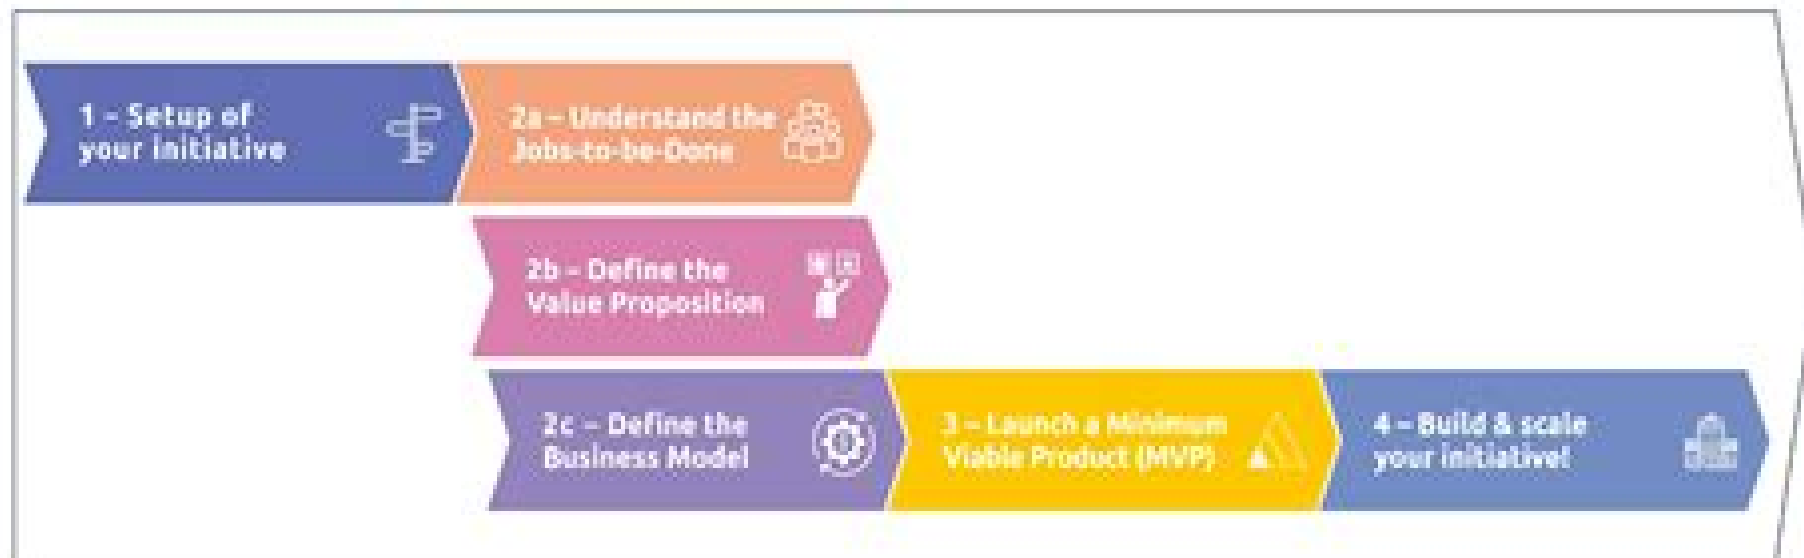 1 – Setup of
your initiative
2a – Understand the
Jobs-to-be-Done
2b – Define the
Value Proposition
2c – Define the
Business Model
3 – Launch a Minimum
Viable Product (MVP)
4 – Build & scale
your initiative!